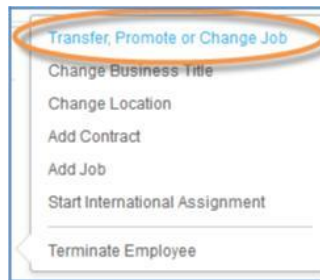 Transfer, Promote or Change Job
Change Business Title
Change Location
Add Contract
Add Job
Start International Assignment
Terminate Employee